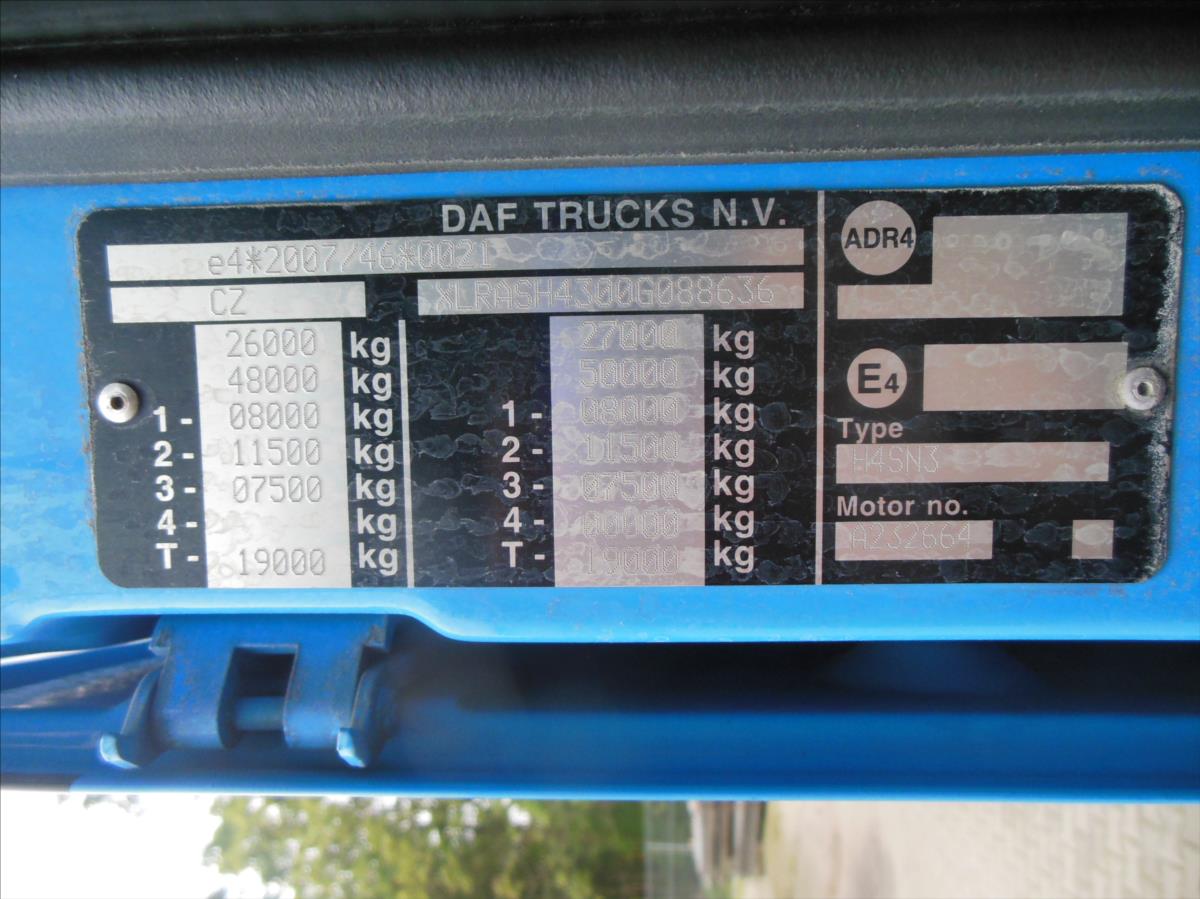 DAF TRUCKS N.V.
e4*2007/46*0021
CZ XLRASH4300G088636
26000 kg 27000 kg
48000 kg 50000 kg
1- 08000 kg 1- 08000 kg
2- 11500 kg 2- 11500 kg
3- 07500 kg 3- 07500 kg
4- kg 4- 00000 kg
T- 19000 kg T- 19000 kg
ADR4
E4
Type
H4SN3
Motor no.
A232664